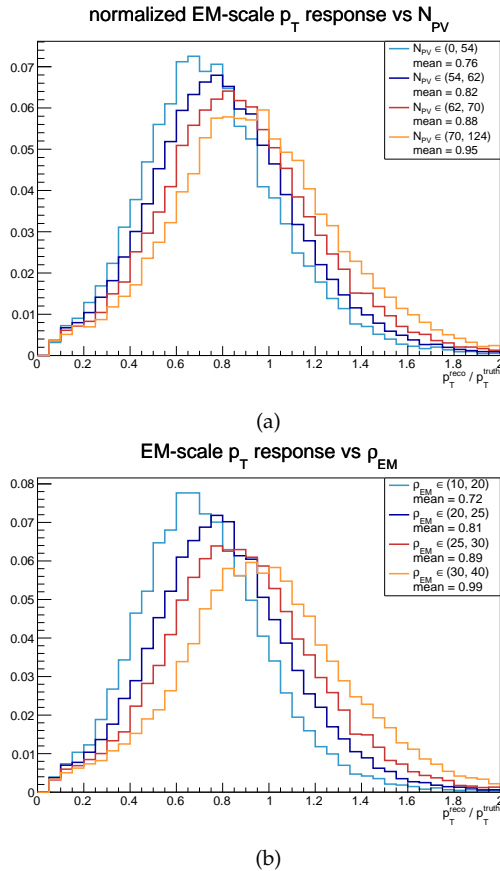 normalized EM-scale p_T response vs N_PV
N_PV ∈ (0, 54)
mean = 0.76
N_PV ∈ (54, 62)
mean = 0.82
N_PV ∈ (62, 70)
mean = 0.88
N_PV ∈ (70, 124)
mean = 0.95
0.07
0.06
0.05
0.04
0.03
0.02
0.01
0
0 0.2 0.4 0.6 0.8 1 1.2 1.4 1.6 1.8 2
p_T^reco / p_T^truth
(a)
EM-scale p_T response vs ρ_EM
ρ_EM ∈ (10, 20)
mean = 0.72
ρ_EM ∈ (20, 25)
mean = 0.81
ρ_EM ∈ (25, 30)
mean = 0.89
ρ_EM ∈ (30, 40)
mean = 0.99
0.08
0.07
0.06
0.05
0.04
0.03
0.02
0.01
0
0 0.2 0.4 0.6 0.8 1 1.2 1.4 1.6 1.8 2
p_T^reco / p_T^truth
(b)